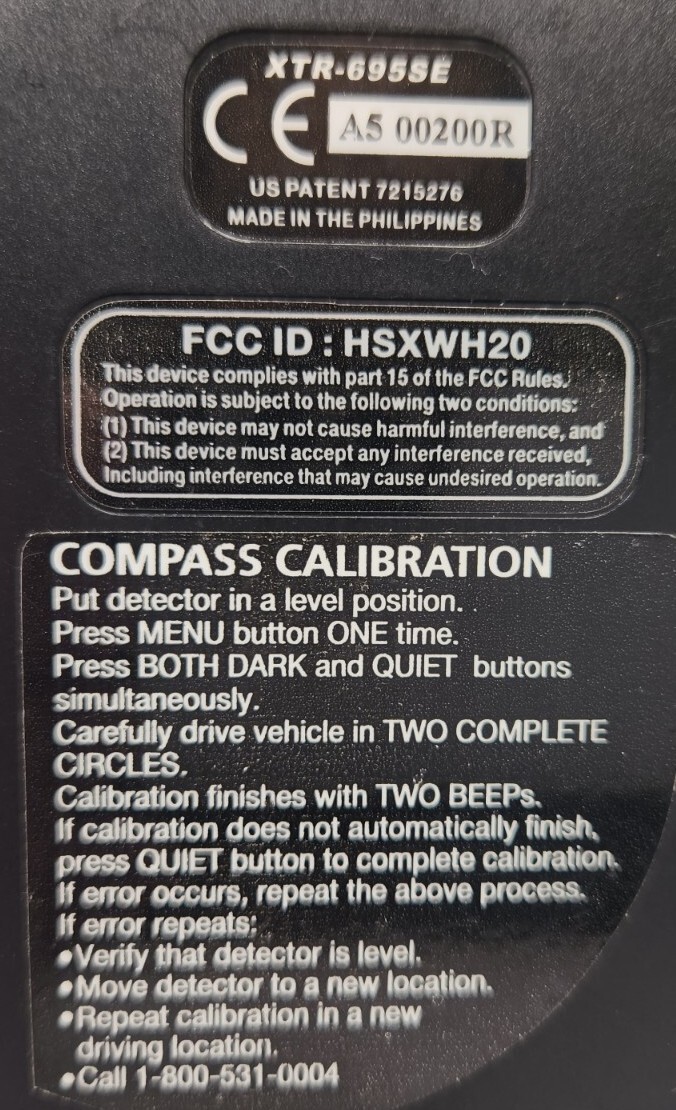 XTR-695SE
CE A5 00200R
US PATENT 7215276
MADE IN THE PHILIPPINES
FCC ID : HSXWH20
This device complies with part 15 of the FCC Rules.
Operation is subject to the following two conditions:
(1) This device may not cause harmful interference, and
(2) This device must accept any interference received,
Including interference that may cause undesired operation.
COMPASS CALIBRATION
Put detector in a level position.
Press MENU button ONE time.
Press BOTH DARK and QUIET buttons
simultaneously.
Carefully drive vehicle in TWO COMPLETE
CIRCLES.
Calibration finishes with TWO BEEPs.
If calibration does not automatically finish,
press QUIET button to complete calibration.
If error occurs, repeat the above process.
If error repeats:
•Verify that detector is level.
•Move detector to a new location.
•Repeat calibration in a new
driving location.
•Call 1-800-531-0004